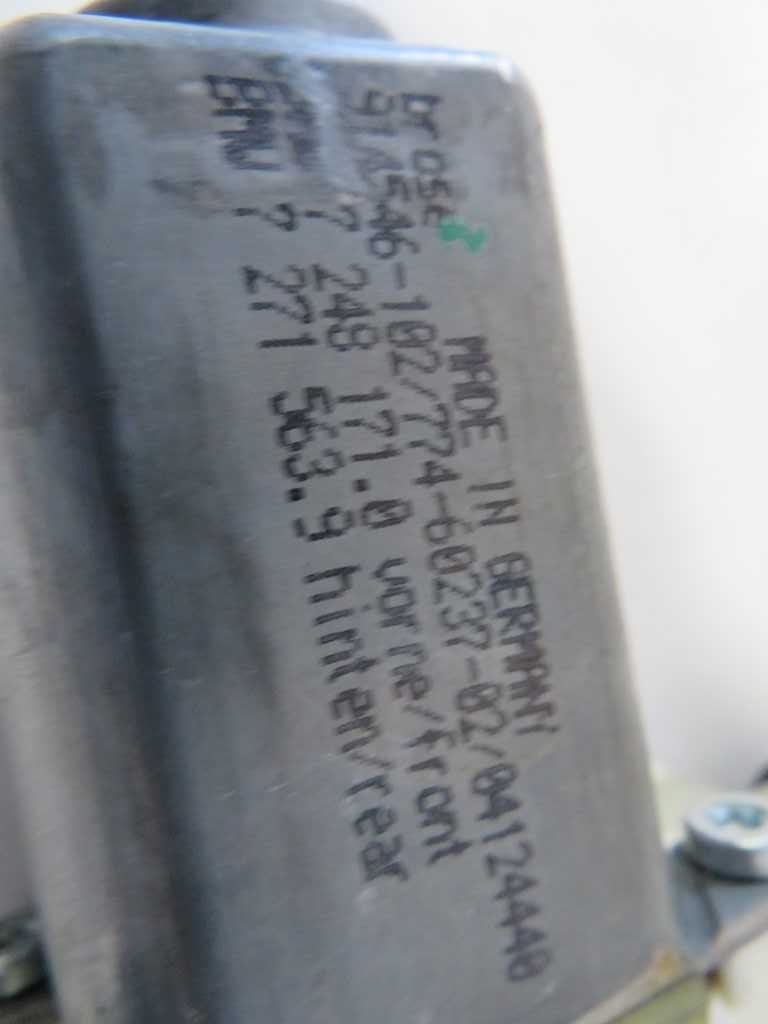 brose MADE IN GERMANY
914546-102/774-60237-02/04124440
BMW 7 248 171.0 vorne/front
BMW 7 271 563.9 hinten/rear